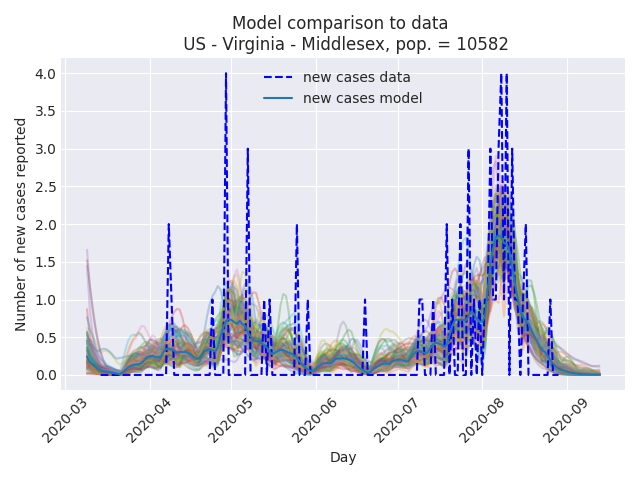 Model comparison to data
US - Virginia - Middlesex, pop. = 10582
new cases data
new cases model
Number of new cases reported
4.0
3.5
3.0
2.5
2.0
1.5
1.0
0.5
0.0
2020-03
2020-04
2020-05
2020-06
2020-07
2020-08
2020-09
Day